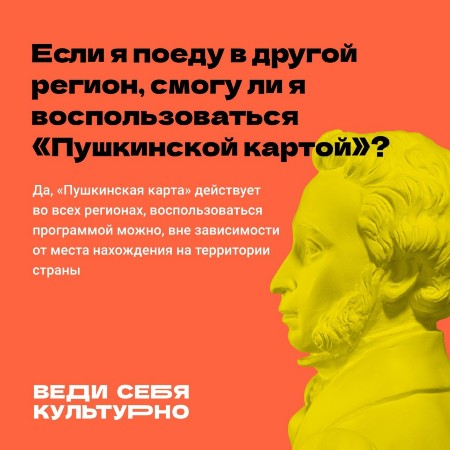 Если я поеду в другой
регион, смогу ли я
воспользоваться
«Пушкинской картой»?
Да, «Пушкинская карта» действует
во всех регионах, воспользоваться
программой можно, вне зависимости
от места нахождения на территории
страны
ВЕДИ СЕБЯ
КУЛЬТУРНО